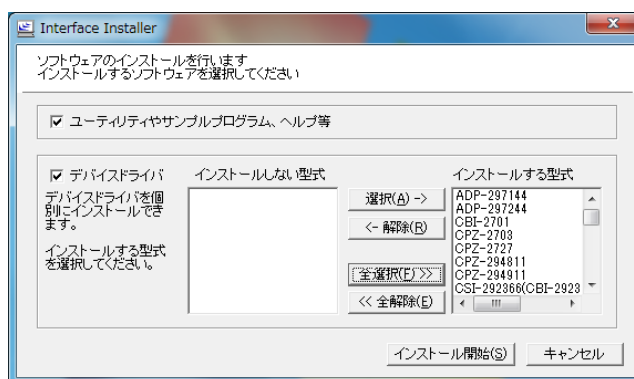 Interface Installer
ソフトウェアのインストールを行います
インストールするソフトウェアを選択してください
ユーティリティやサンプルプログラム、ヘルプ等
デバイスドライバ
デバイスドライバを個
別にインストールでき
ます。
インストールする型式
を選択してください。
インストールしない型式
選択(A) ->
<- 解除(R)
全選択(F) >>
<< 全解除(E)
インストールする型式
ADP-297144
ADP-297244
CBI-2701
CPZ-2703
CPZ-2727
CPZ-294811
CPZ-294911
CSI-292366(CBI-2923
インストール開始(S)
キャンセル